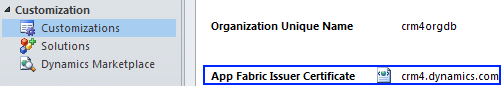 Customization
Customizations
Solutions
Dynamics Marketplace
Organization Unique Name crm4orgdb
App Fabric Issuer Certificate crm4.dynamics.com